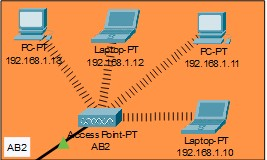 PC-PT
192.168.1.13
Laptop-PT
192.168.1.12
PC-PT
192.168.1.11
Access Point-PT
AB2
Laptop-PT
192.168.1.10
AB2